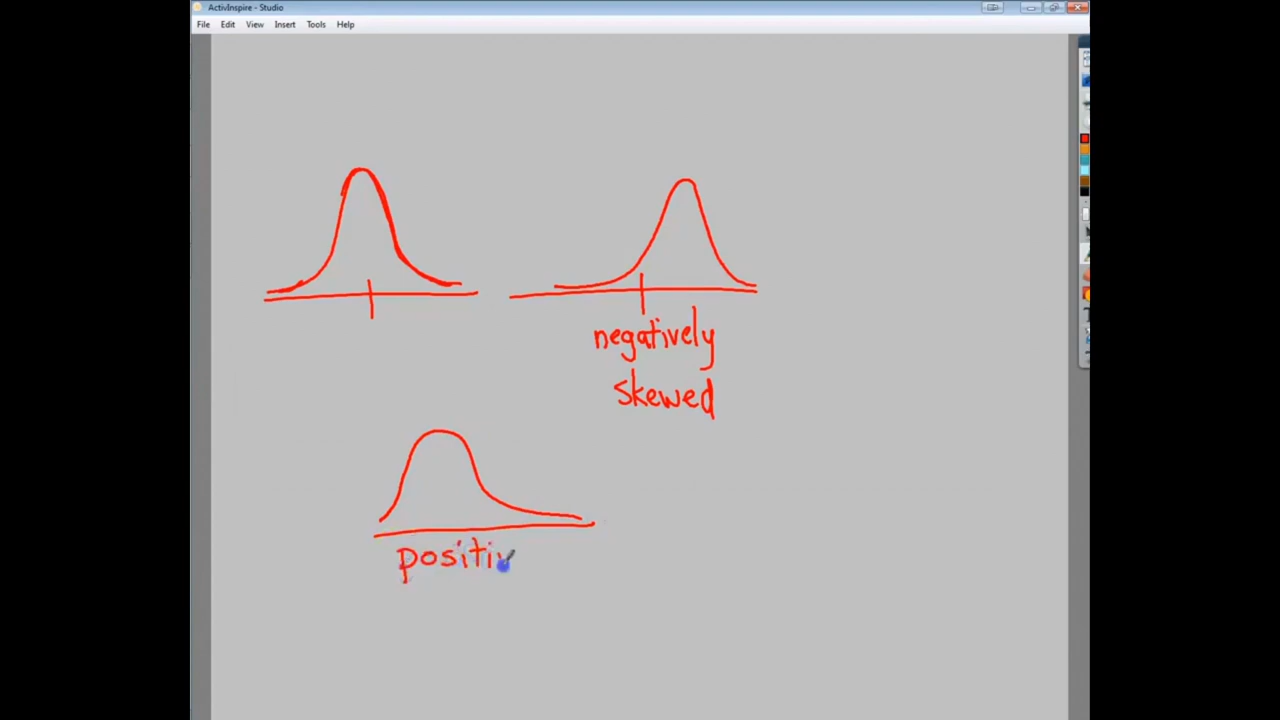 ActivInspire - Studio
File Edit View Insert Tools Help
negatively
skewed
positiv